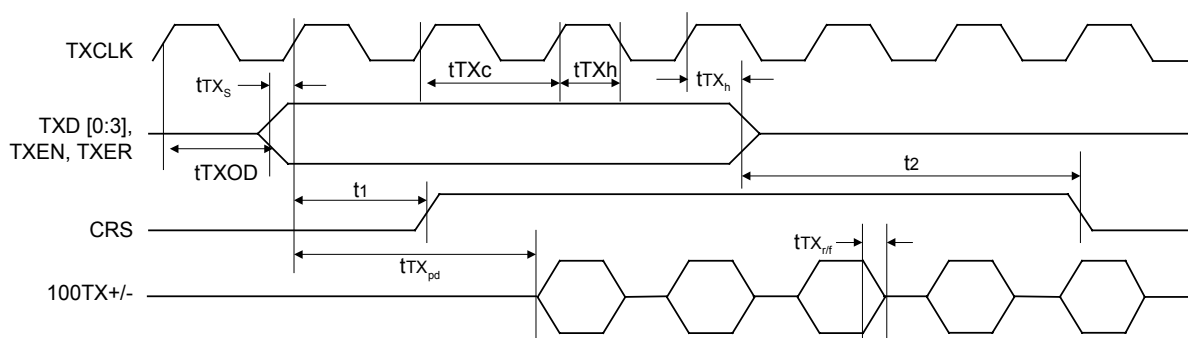 TXCLK
tTXc
tTXh
tTXh
tTXS
TXD [0:3],
TXEN, TXER
tTXOD
t1
t2
CRS
tTXpd
tTXr/f
100TX+/-